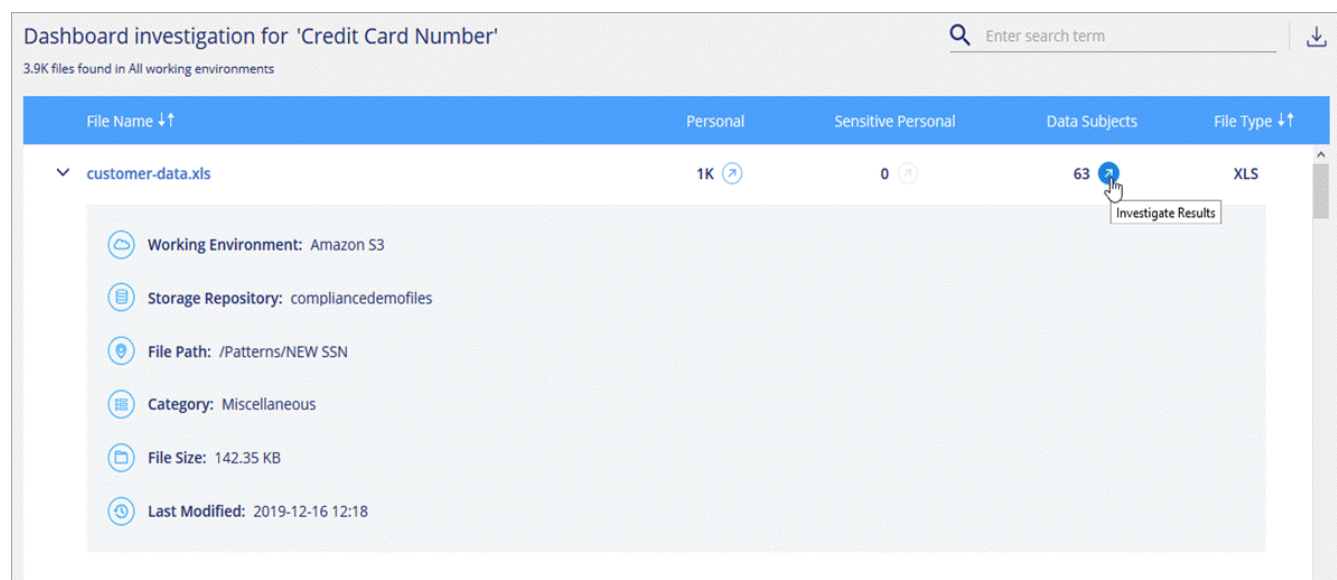 Dashboard investigation for 'Credit Card Number'
Enter search term
3.9K files found in All working environments
File Name Personal Sensitive Personal Data Subjects File Type
customer-data.xls 1K 0 63 XLS
Investigate Results
Working Environment: Amazon S3
Storage Repository: compliancedemofiles
File Path: /Patterns/NEW SSN
Category: Miscellaneous
File Size: 142.35 KB
Last Modified: 2019-12-16 12:18